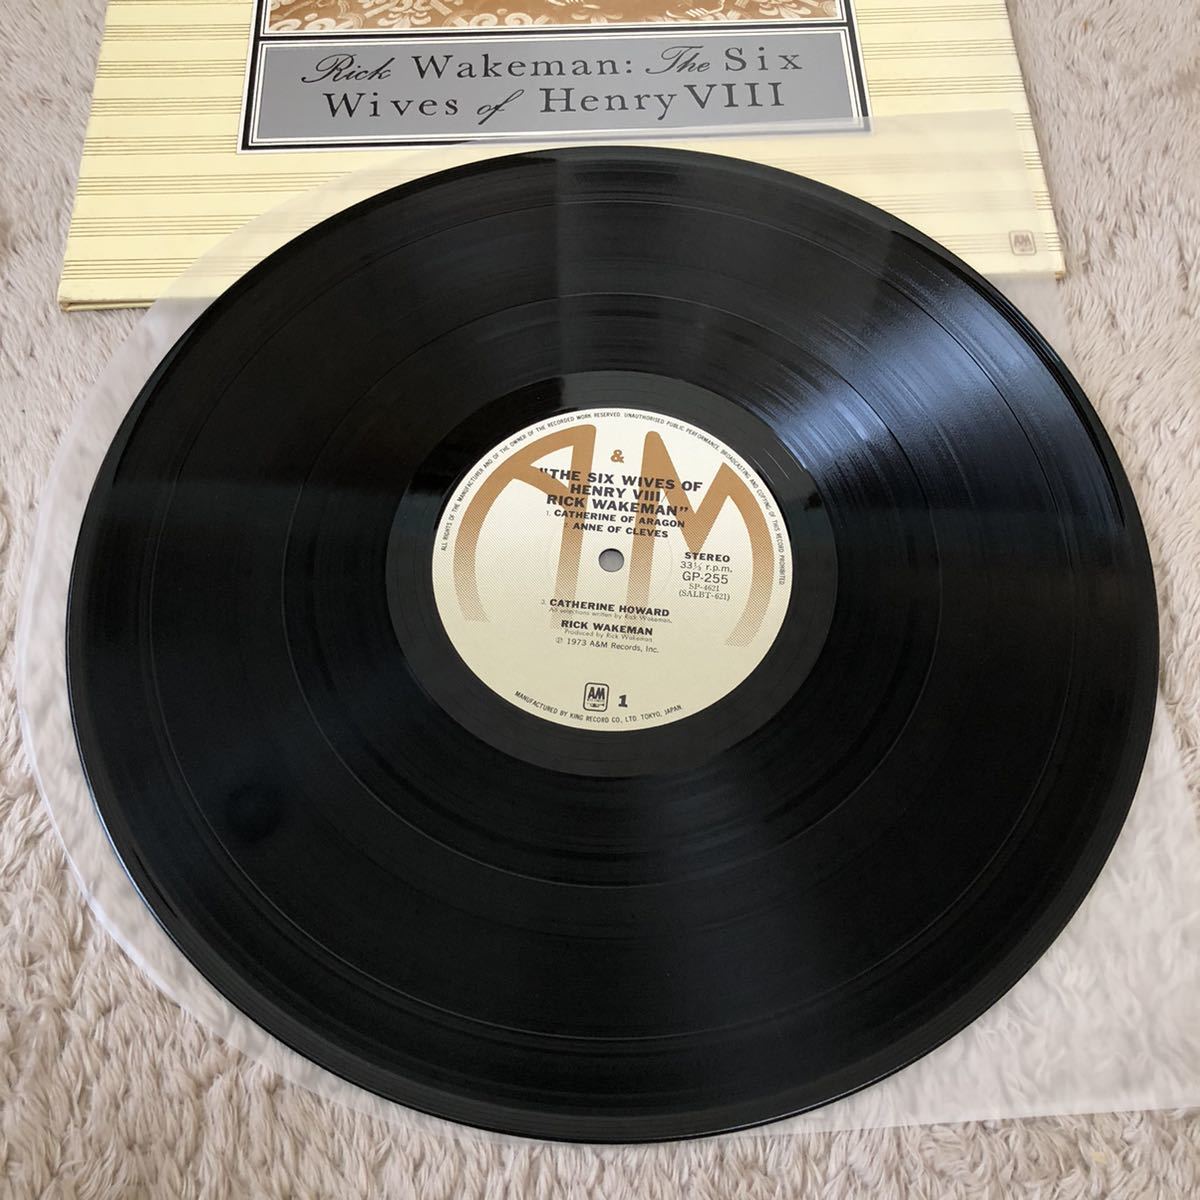 Rick Wakeman: The Six
Wives of Henry VIII
A&M
ALL RIGHTS OF THE MANUFACTURER AND OF THE OWNER OF THE RECORDED WORK RESERVED. UNAUTHORISED PUBLIC PERFORMANCE, BROADCASTING AND COPYING OF THIS RECORD PROHIBITED.
A&M
"THE SIX WIVES OF
HENRY VIII
RICK WAKEMAN"
1. CATHERINE OF ARAGON
2. ANNE OF CLEVES
STEREO
33⅓ r.p.m.
GP-255
SP-4621
(SALBT-621)
3. CATHERINE HOWARD
All selections written by Rick Wakeman.
RICK WAKEMAN
Produced by Rick Wakeman
℗ 1973 A&M Records, Inc.
A&M
1
MANUFACTURED BY KING RECORD CO., LTD. TOKYO, JAPAN.